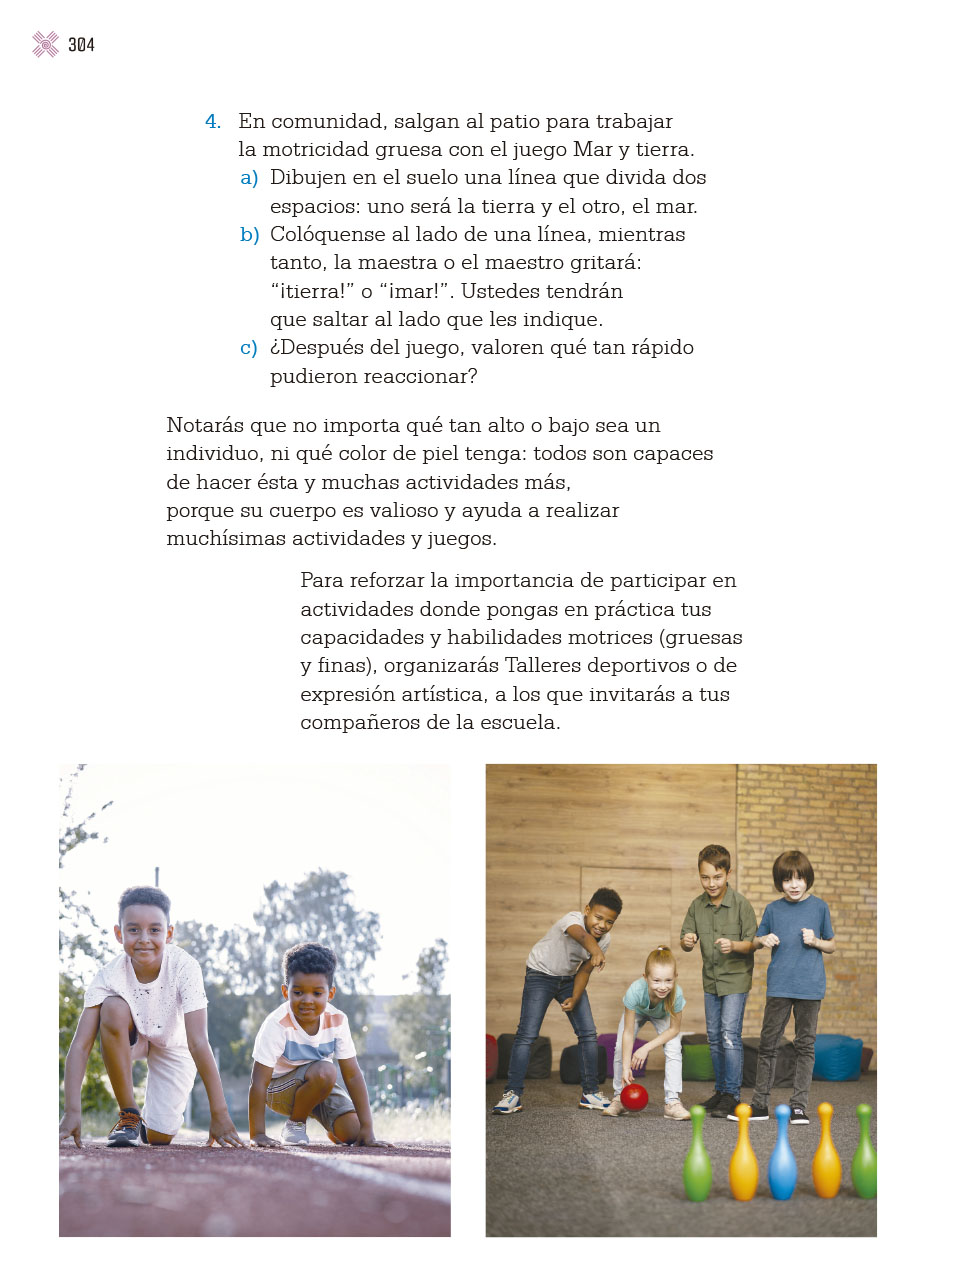 304
4. En comunidad, salgan al patio para trabajar
la motricidad gruesa con el juego Mar y tierra.
a) Dibujen en el suelo una línea que divida dos
espacios: uno será la tierra y el otro, el mar.
b) Colóquense al lado de una línea, mientras
tanto, la maestra o el maestro gritará:
“¡tierra!” o “¡mar!”. Ustedes tendrán
que saltar al lado que les indique.
c) ¿Después del juego, valoren qué tan rápido
pudieron reaccionar?
Notarás que no importa qué tan alto o bajo sea un
individuo, ni qué color de piel tenga: todos son capaces
de hacer ésta y muchas actividades más,
porque su cuerpo es valioso y ayuda a realizar
muchísimas actividades y juegos.
Para reforzar la importancia de participar en
actividades donde pongas en práctica tus
capacidades y habilidades motrices (gruesas
y finas), organizarás Talleres deportivos o de
expresión artística, a los que invitarás a tus
compañeros de la escuela.